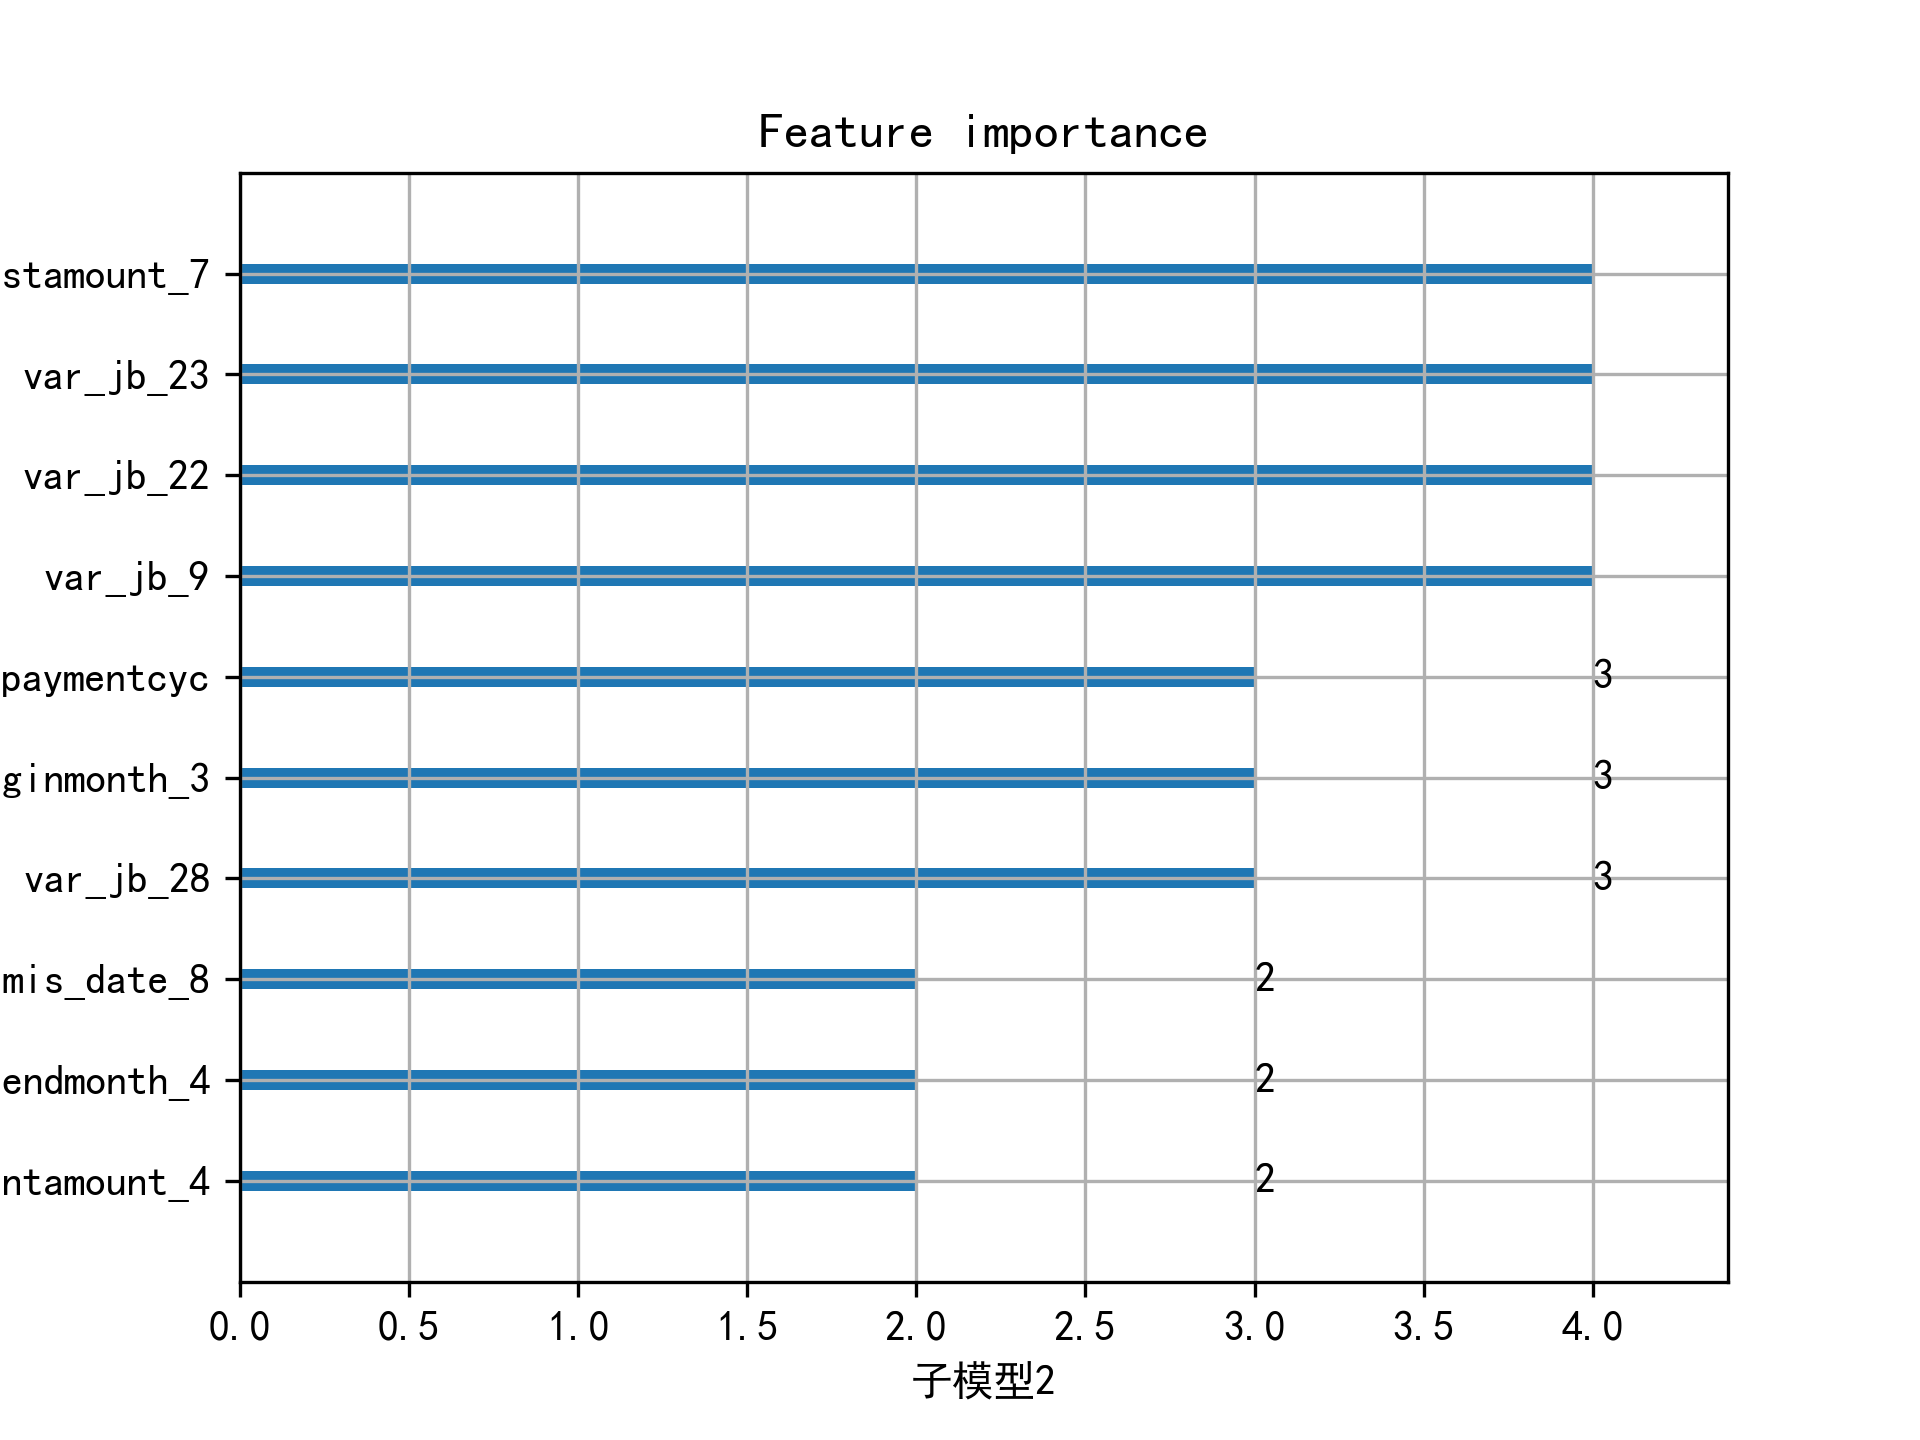 Feature importance
stamount_7
var_jb_23
var_jb_22
var_jb_9
paymentcyc 3
ginmonth_3 3
var_jb_28 3
mis_date_8 2
endmonth_4 2
ntamount_4 2
0.0 0.5 1.0 1.5 2.0 2.5 3.0 3.5 4.0
子模型2